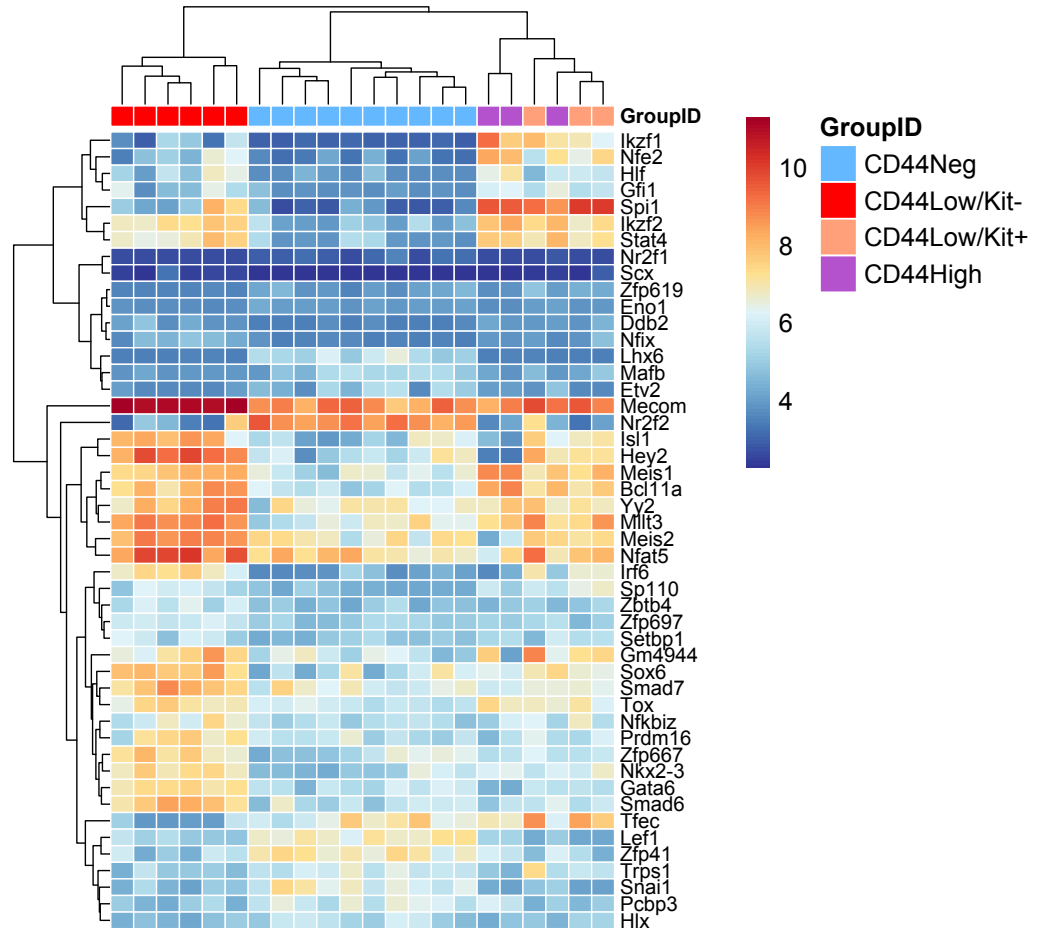 GroupID
Ikzf1
Nfe2
Hlf
Gfi1
Spi1
Ikzf2
Stat4
Nr2f1
Scx
Zfp619
Eno1
Ddb2
Nfix
Lhx6
Mafb
Etv2
Mecom
Nr2f2
Isl1
Hey2
Meis1
Bcl11a
Yy2
Mllt3
Meis2
Nfat5
Irf6
Sp110
Zbtb4
Zfp697
Setbp1
Gm4944
Sox6
Smad7
Tox
Nfkbiz
Prdm16
Zfp667
Nkx2-3
Gata6
Smad6
Tfec
Lef1
Zfp41
Trps1
Snai1
Pcbp3
Hlx
10
8
6
4
GroupID
CD44Neg
CD44Low/Kit-
CD44Low/Kit+
CD44High